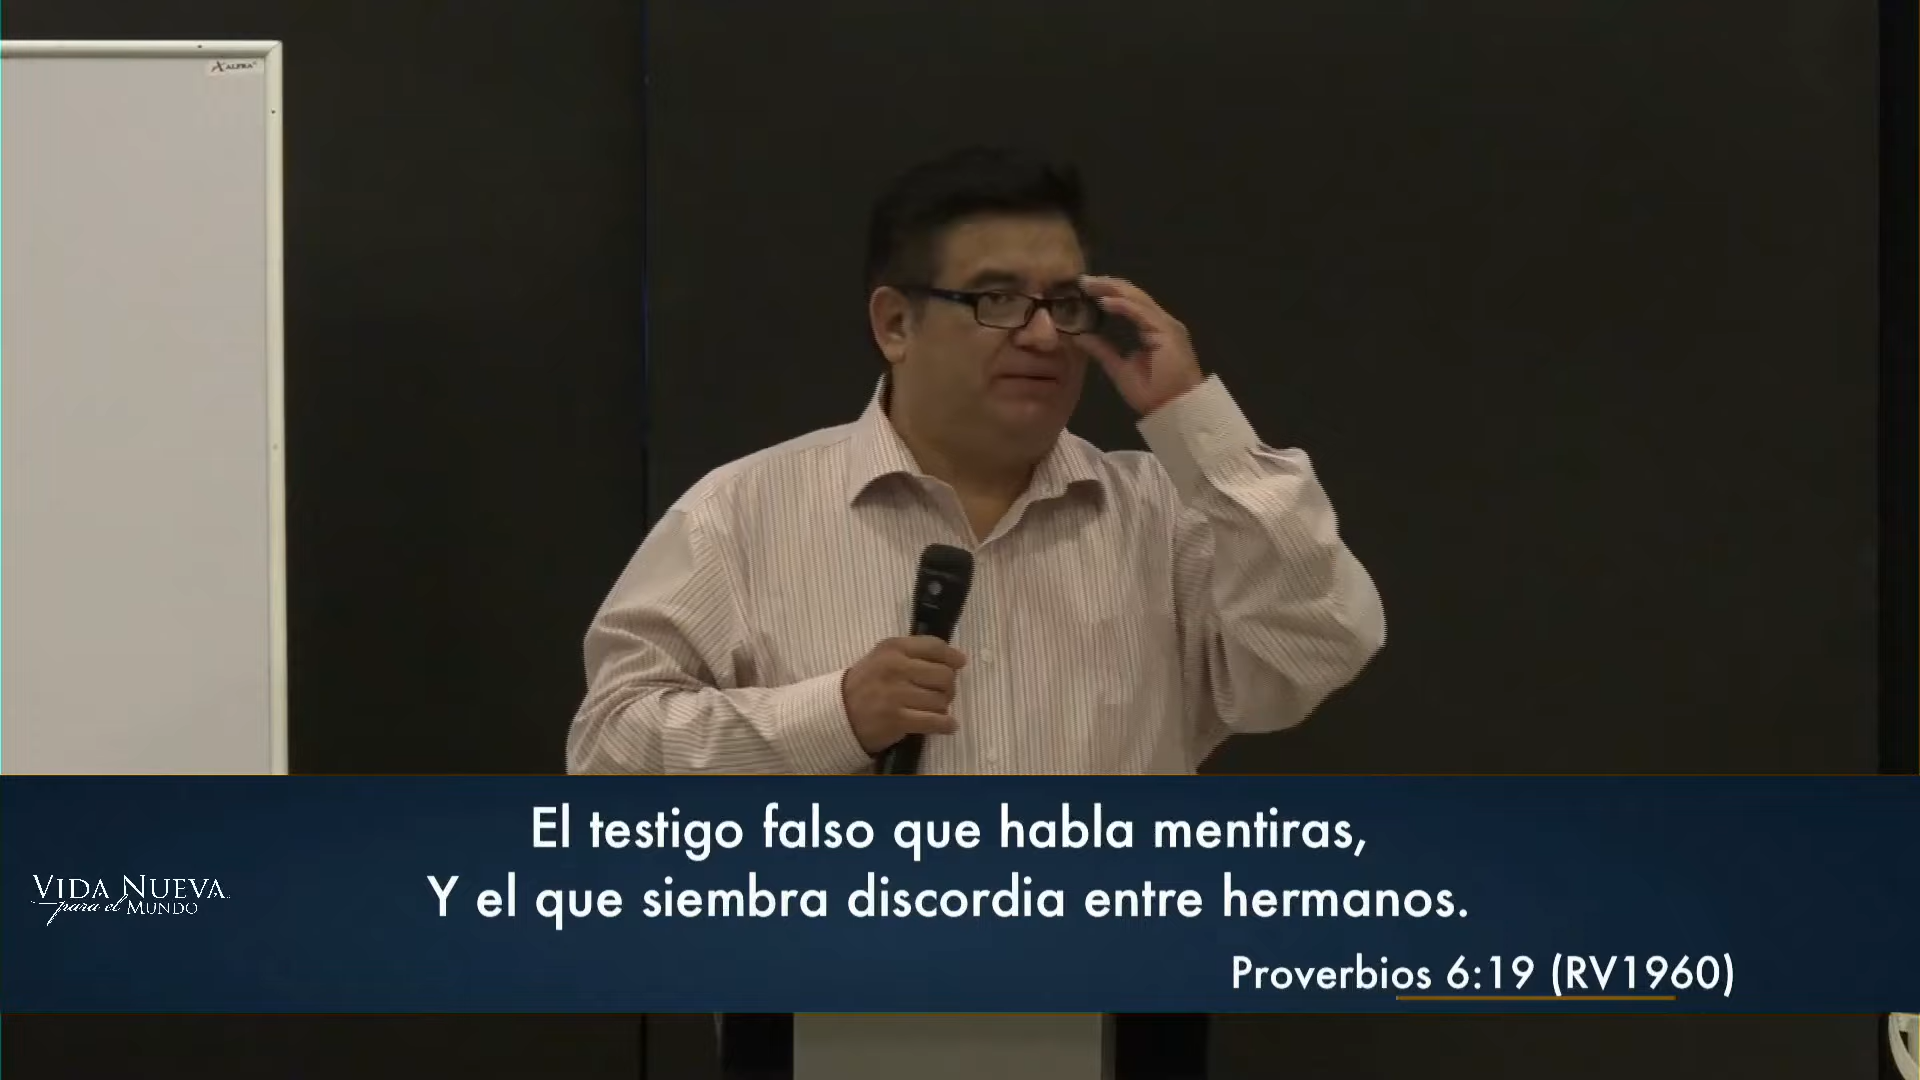 ALFRA
El testigo falso que habla mentiras,
Y el que siembra discordia entre hermanos.
VIDA NUEVA
para el MUNDO
Proverbios 6:19 (RV1960)